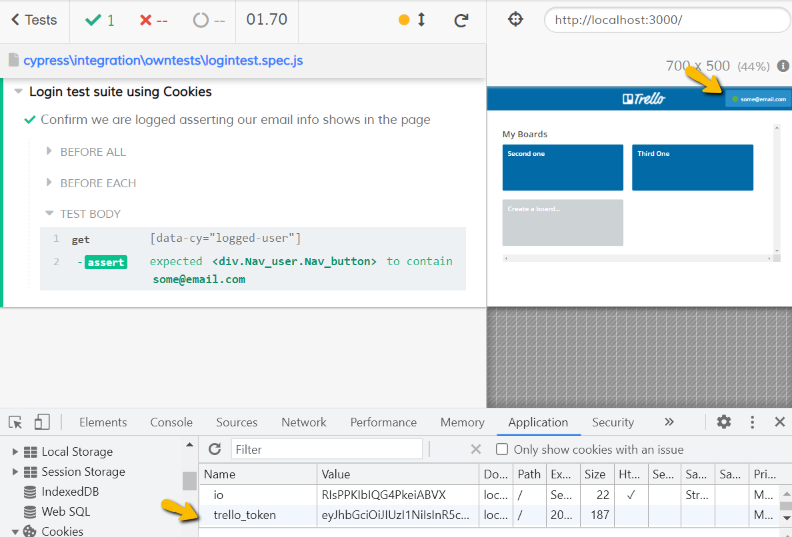 Tests
1
--
--
01.70
http://localhost:3000/
cypress\integration\owntests\logintest.spec.js
700 x 500 (44%)
Login test suite using Cookies
Confirm we are logged asserting our email info shows in the page
BEFORE ALL
BEFORE EACH
TEST BODY
1 get [data-cy="logged-user"]
2 -assert expected <div.Nav_user.Nav_button> to contain
some@email.com
Trello
some@email.com
My Boards
Second one
Third One
Create a board...
Elements Console Sources Network Performance Memory Application Security
Local Storage
Session Storage
IndexedDB
Web SQL
Cookies
Filter
Only show cookies with an issue
Name Value Do... Path Ex... Size Ht... Se... Sa... Sa... Pri...
io RIsPPKIbIQG4PkeiABVX loc... / Se... 22 ✓ Str... M...
trello_token eyJhbGciOiJIUzI1NiIsInR5c... loc... / 20... 187 M...